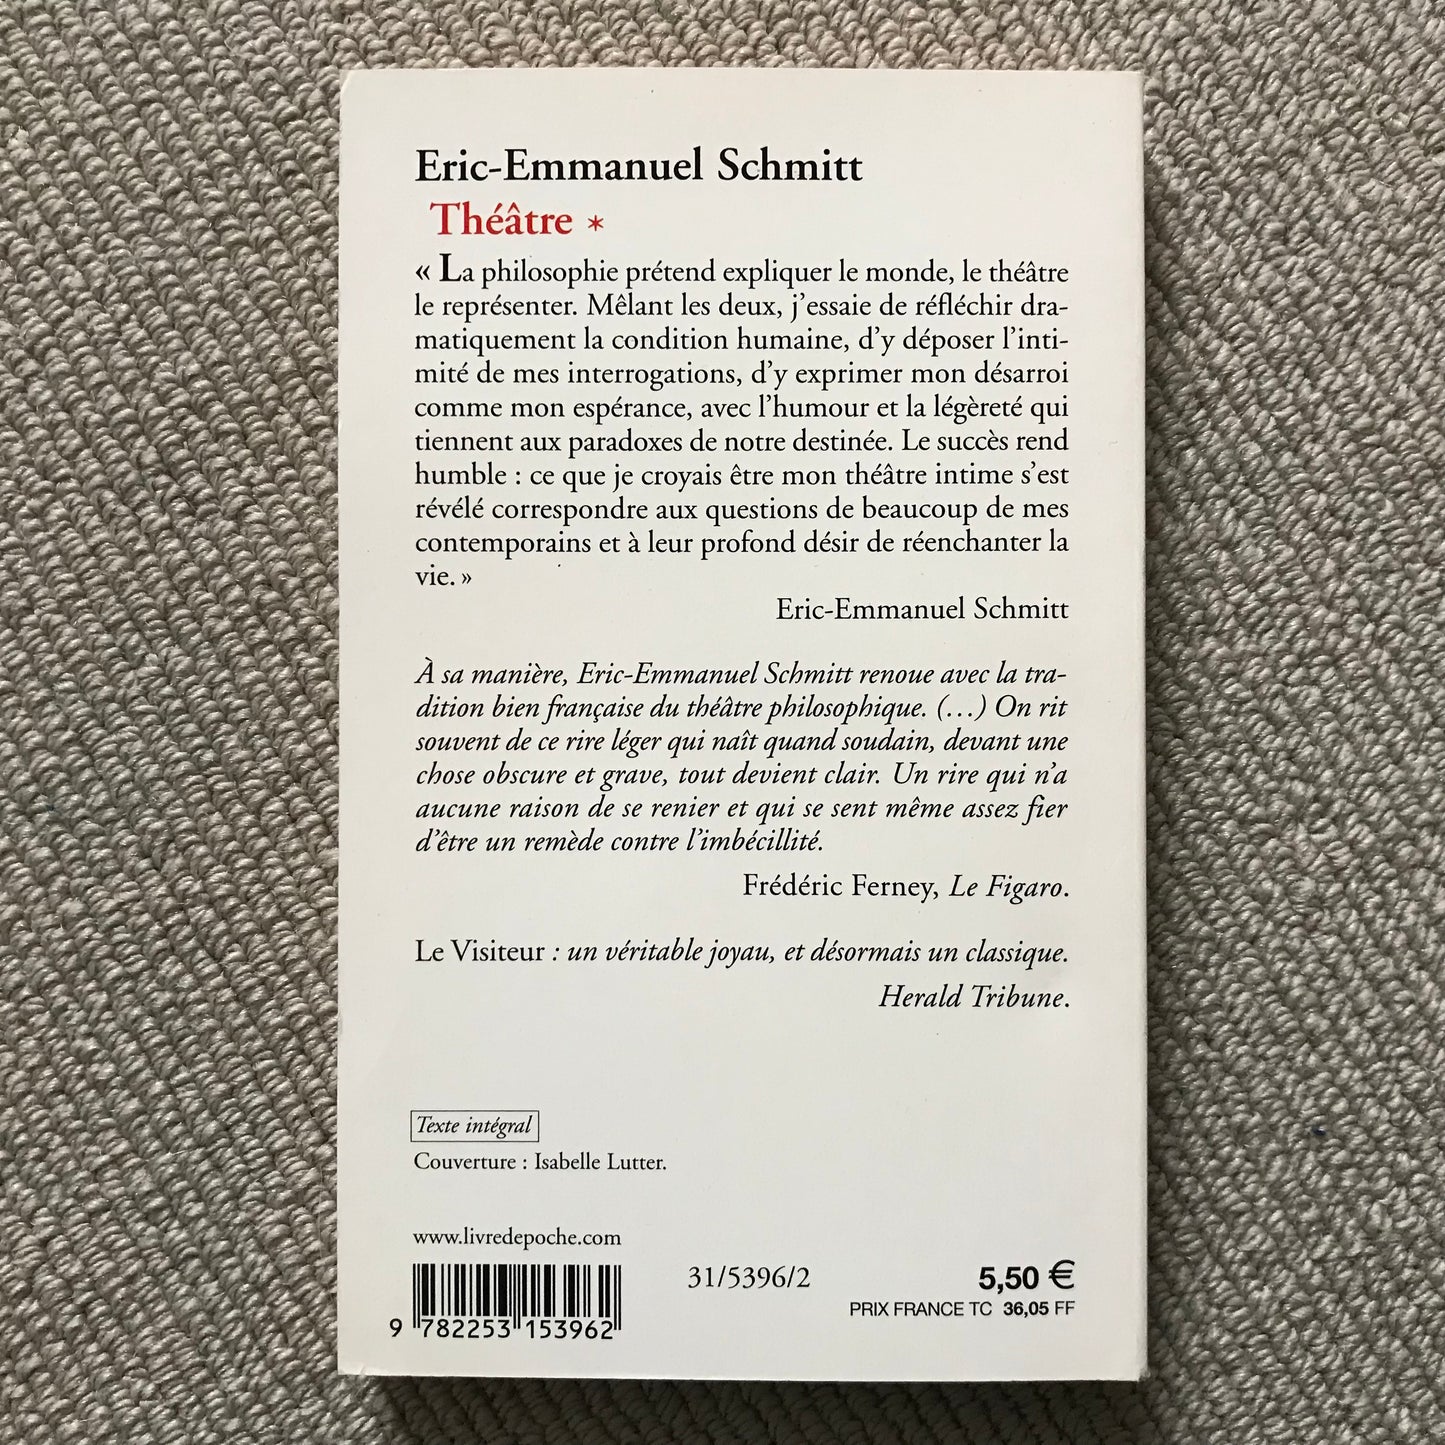 Eric-Emmanuel Schmitt
Théâtre *
« La philosophie prétend expliquer le monde, le théâtre
le représenter. Mêlant les deux, j'essaie de réfléchir dra-
matiquement la condition humaine, d'y déposer l'inti-
mité de mes interrogations, d'y exprimer mon désarroi
comme mon espérance, avec l'humour et la légèreté qui
tiennent aux paradoxes de notre destinée. Le succès rend
humble : ce que je croyais être mon théâtre intime s'est
révélé correspondre aux questions de beaucoup de mes
contemporains et à leur profond désir de réenchanter la
vie. »
Eric-Emmanuel Schmitt
À sa manière, Eric-Emmanuel Schmitt renoue avec la tra-
dition bien française du théâtre philosophique. (...) On rit
souvent de ce rire léger qui naît quand soudain, devant une
chose obscure et grave, tout devient clair. Un rire qui n'a
aucune raison de se renier et qui se sent même assez fier
d'être un remède contre l'imbécillité.
Frédéric Ferney, Le Figaro.
Le Visiteur : un véritable joyau, et désormais un classique.
Herald Tribune.
Texte intégral
Couverture : Isabelle Lutter.
www.livredepoche.com
31/5396/2
5,50 €
PRIX FRANCE TC 36,05 FF
9 782253 153962